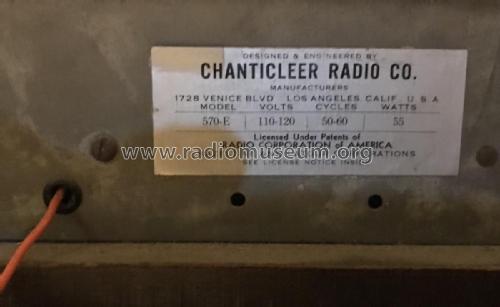 DESIGNED & ENGINEERED BY
CHANTICLEER RADIO CO.
MANUFACTURERS
1728 VENICE BLVD LOS ANGELES CALIF. U.S.A
MODEL VOLTS CYCLES WATTS
570-E 110-120 50-60 55
Licensed Under Patents of
RADIO CORPORATION of AMERICA
www.radiomuseum.org
SEE LICENSE NOTICE INSIDE